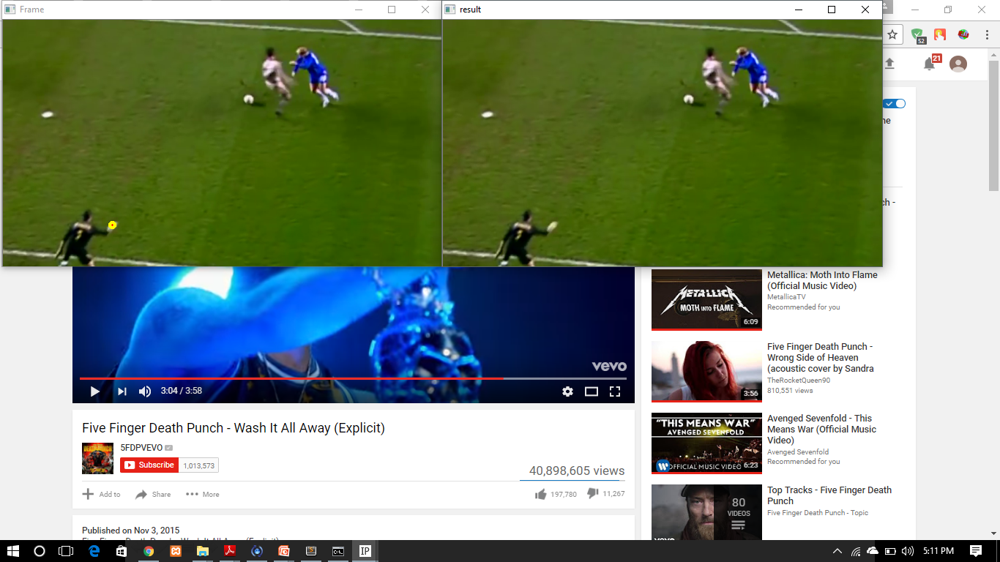 Frame
result
52
21
ne
ch -
vevo
3:04 / 3:58
Five Finger Death Punch - Wash It All Away (Explicit)
5FDPVEVO
Subscribe
1,013,573
40,898,605 views
Add to
Share
More
197,780
11,267
Published on Nov 3, 2015
METALLICA
MOTH INTO FLAME
6:09
Metallica: Moth Into Flame
(Official Music Video)
MetallicaTV
Recommended for you
3:56
Five Finger Death Punch -
Wrong Side of Heaven
(acoustic cover by Sandra
TheRocketQueen90
810,551 views
"THIS MEANS WAR"
AVENGED SEVENFOLD
OFFICIAL MUSIC VIDEO
6:23
Avenged Sevenfold - This
Means War (Official Music
Video)
Avenged Sevenfold
Recommended for you
80
VIDEOS
vevo
Top Tracks - Five Finger Death
Punch
Five Finger Death Punch - Topic
IP
5:11 PM